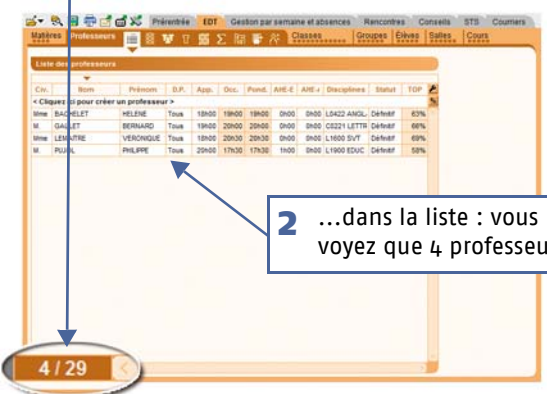 Prérentrée EDT Gestion par semaine et absences Rencontres Conseils STS Courriers
Matières Professeurs Classes Groupes Élèves Salles Cours
Liste des professeurs
Civ. Nom Prénom D.P. App. Occ. Pond. AHE-E Disciplines Statut TOP
< Cliquez ici pour créer un professeur >
Mme BACHELET HELENE Tous 18h00 19h00 19h00 0h00 0h00 L0422 ANGL. Définitif 63%
M. BERNARD Tous 19h00 20h00 20h00 0h00 0h00 C0221 LETTR Définitif 66%
Mme LEMAITRE VERONIQUE Tous 18h00 20h30 20h30 0h00 0h00 L1600 SVT Définitif 69%
M. PUJOL PHILIPPE Tous 20h00 17h30 17h30 1h00 0h00 L1900 EDUC Définitif 58%
2 ...dans la liste : vous
voyez que 4 professeu
4 / 29